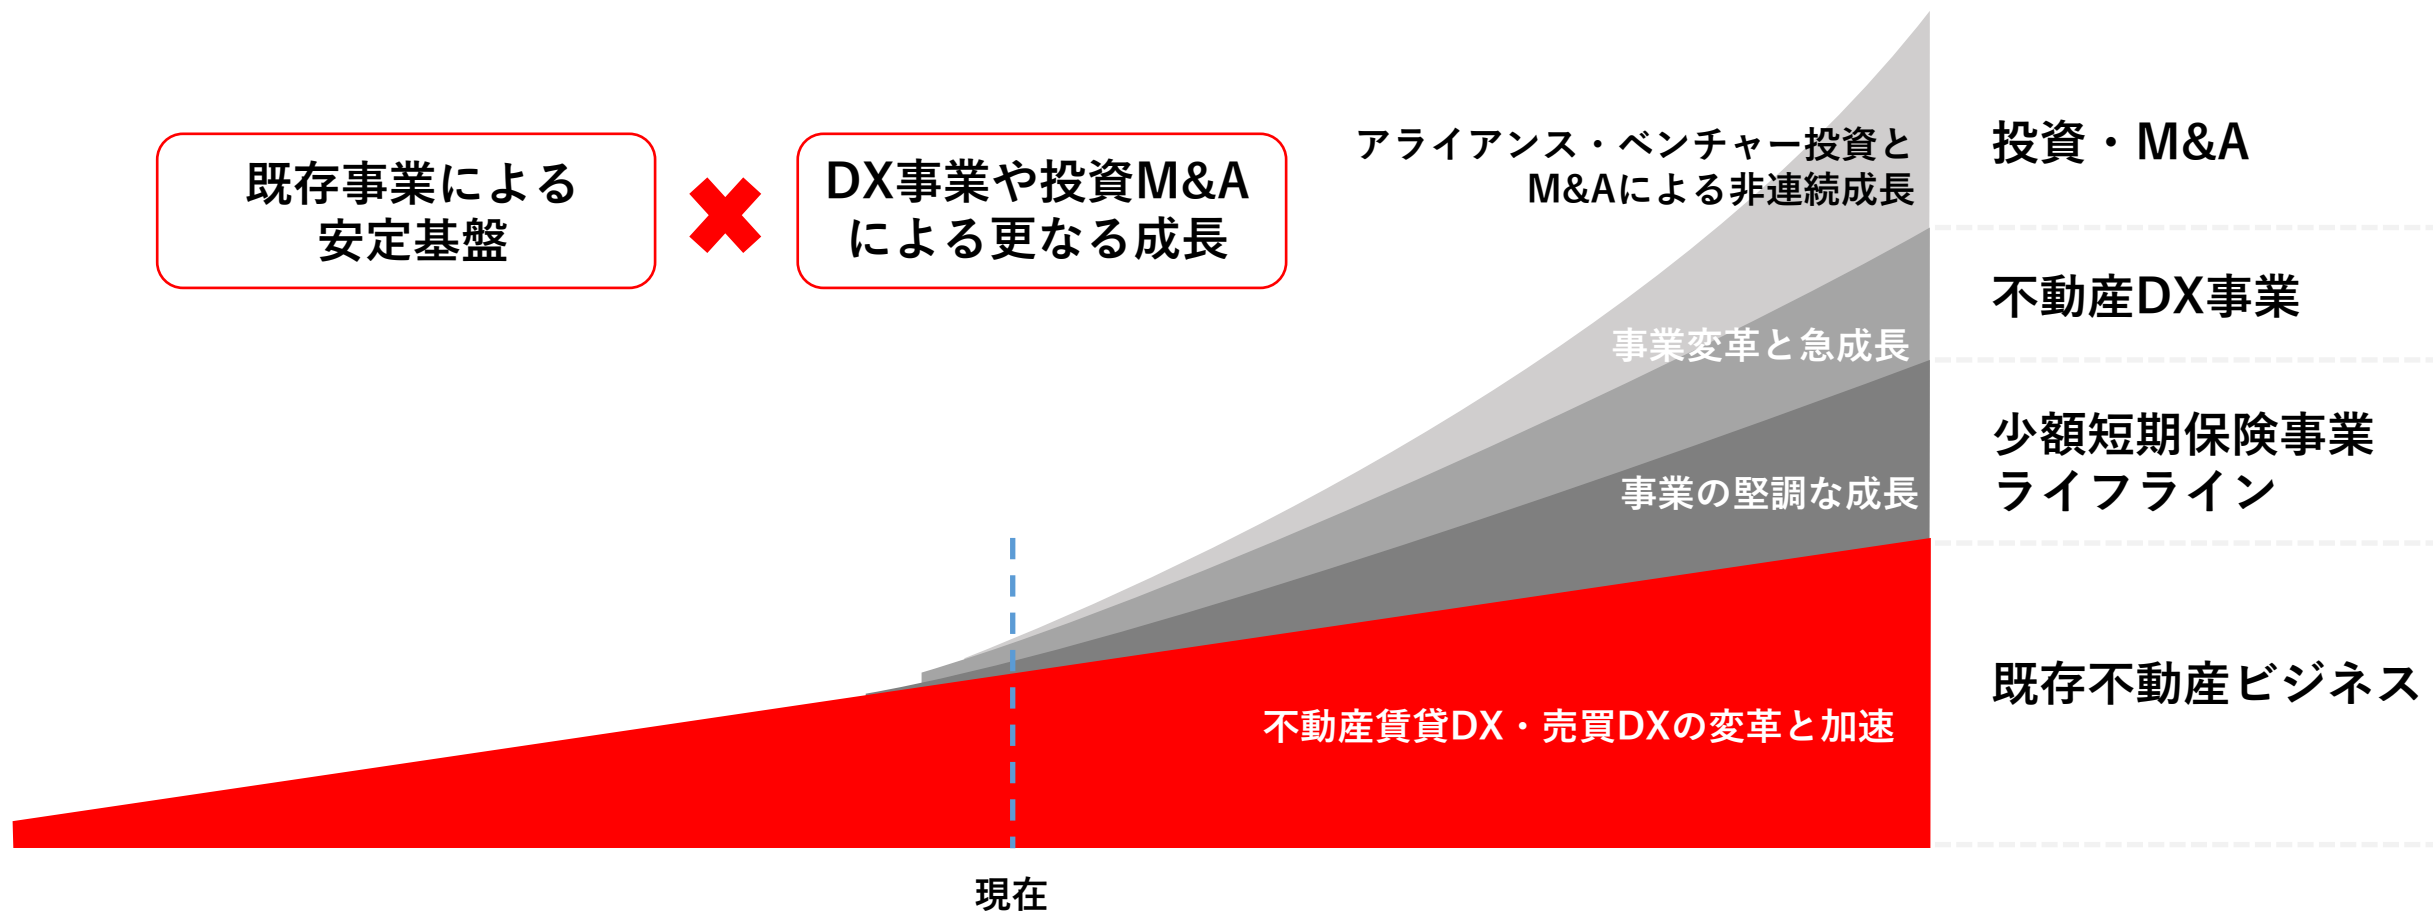 既存事業による
安定基盤
DX事業や投資M&A
による更なる成長
アライアンス・ベンチャー投資と
M&Aによる非連続成長
投資・M&A
事業変革と急成長
不動産DX事業
事業の堅調な成長
少額短期保険事業
ライフライン
不動産賃貸DX・売買DXの変革と加速
既存不動産ビジネス
現在